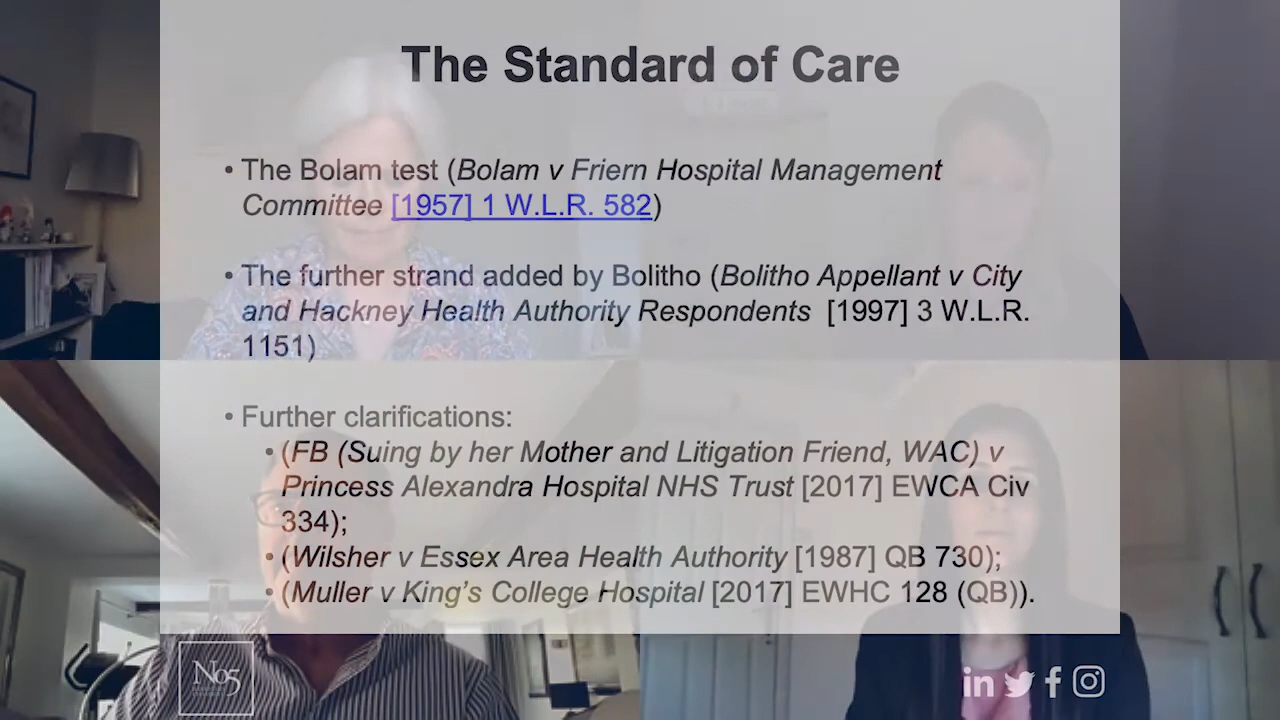 The Standard of Care
• The Bolam test (Bolam v Friern Hospital Management
Committee [1957] 1 W.L.R. 582)
• The further strand added by Bolitho (Bolitho Appellant v City
and Hackney Health Authority Respondents [1997] 3 W.L.R.
1151)
• Further clarifications:
• (FB (Suing by her Mother and Litigation Friend, WAC) v
Princess Alexandra Hospital NHS Trust [2017] EWCA Civ
334);
• (Wilsher v Essex Area Health Authority [1987] QB 730);
• (Muller v King’s College Hospital [2017] EWHC 128 (QB)).
No5
in